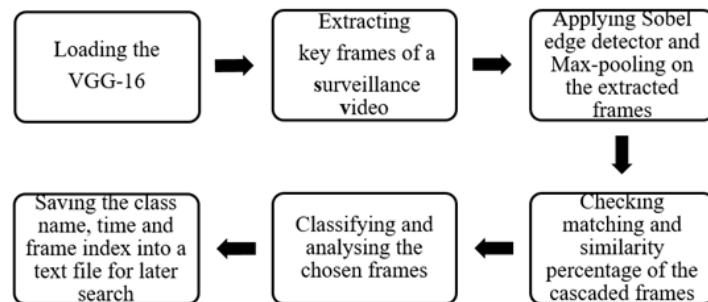 Loading the
VGG-16
Extracting
key frames of a
surveillance
video
Applying Sobel
edge detector and
Max-pooling on
the extracted
frames
Checking
matching and
similarity
percentage of the
cascaded frames
Classifying and
analysing the
chosen frames
Saving the class
name, time and
frame index into a
text file for later
search